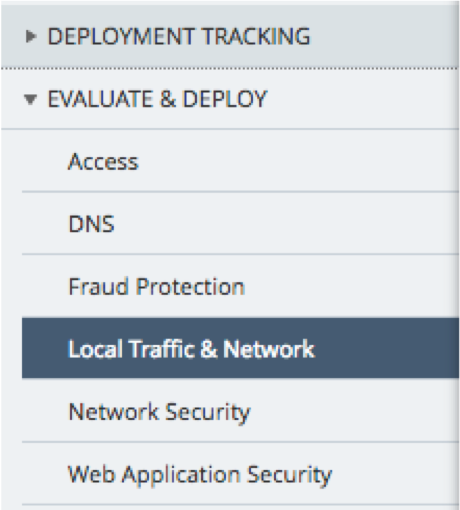 DEPLOYMENT TRACKING
EVALUATE & DEPLOY
Access
DNS
Fraud Protection
Local Traffic & Network
Network Security
Web Application Security